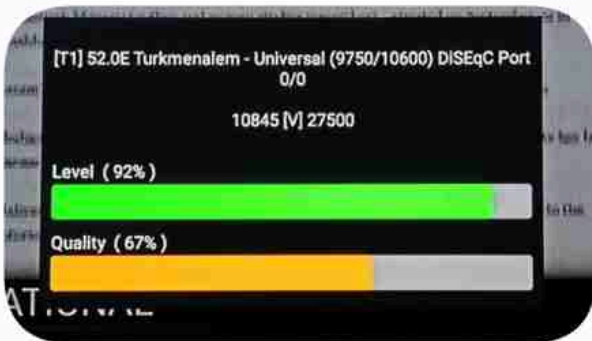 [T1] 52.0E Turkmenalem - Universal (9750/10600) DiSEqC Port
0/0
10845 [V] 27500
Level ( 92% )
Quality ( 67% )